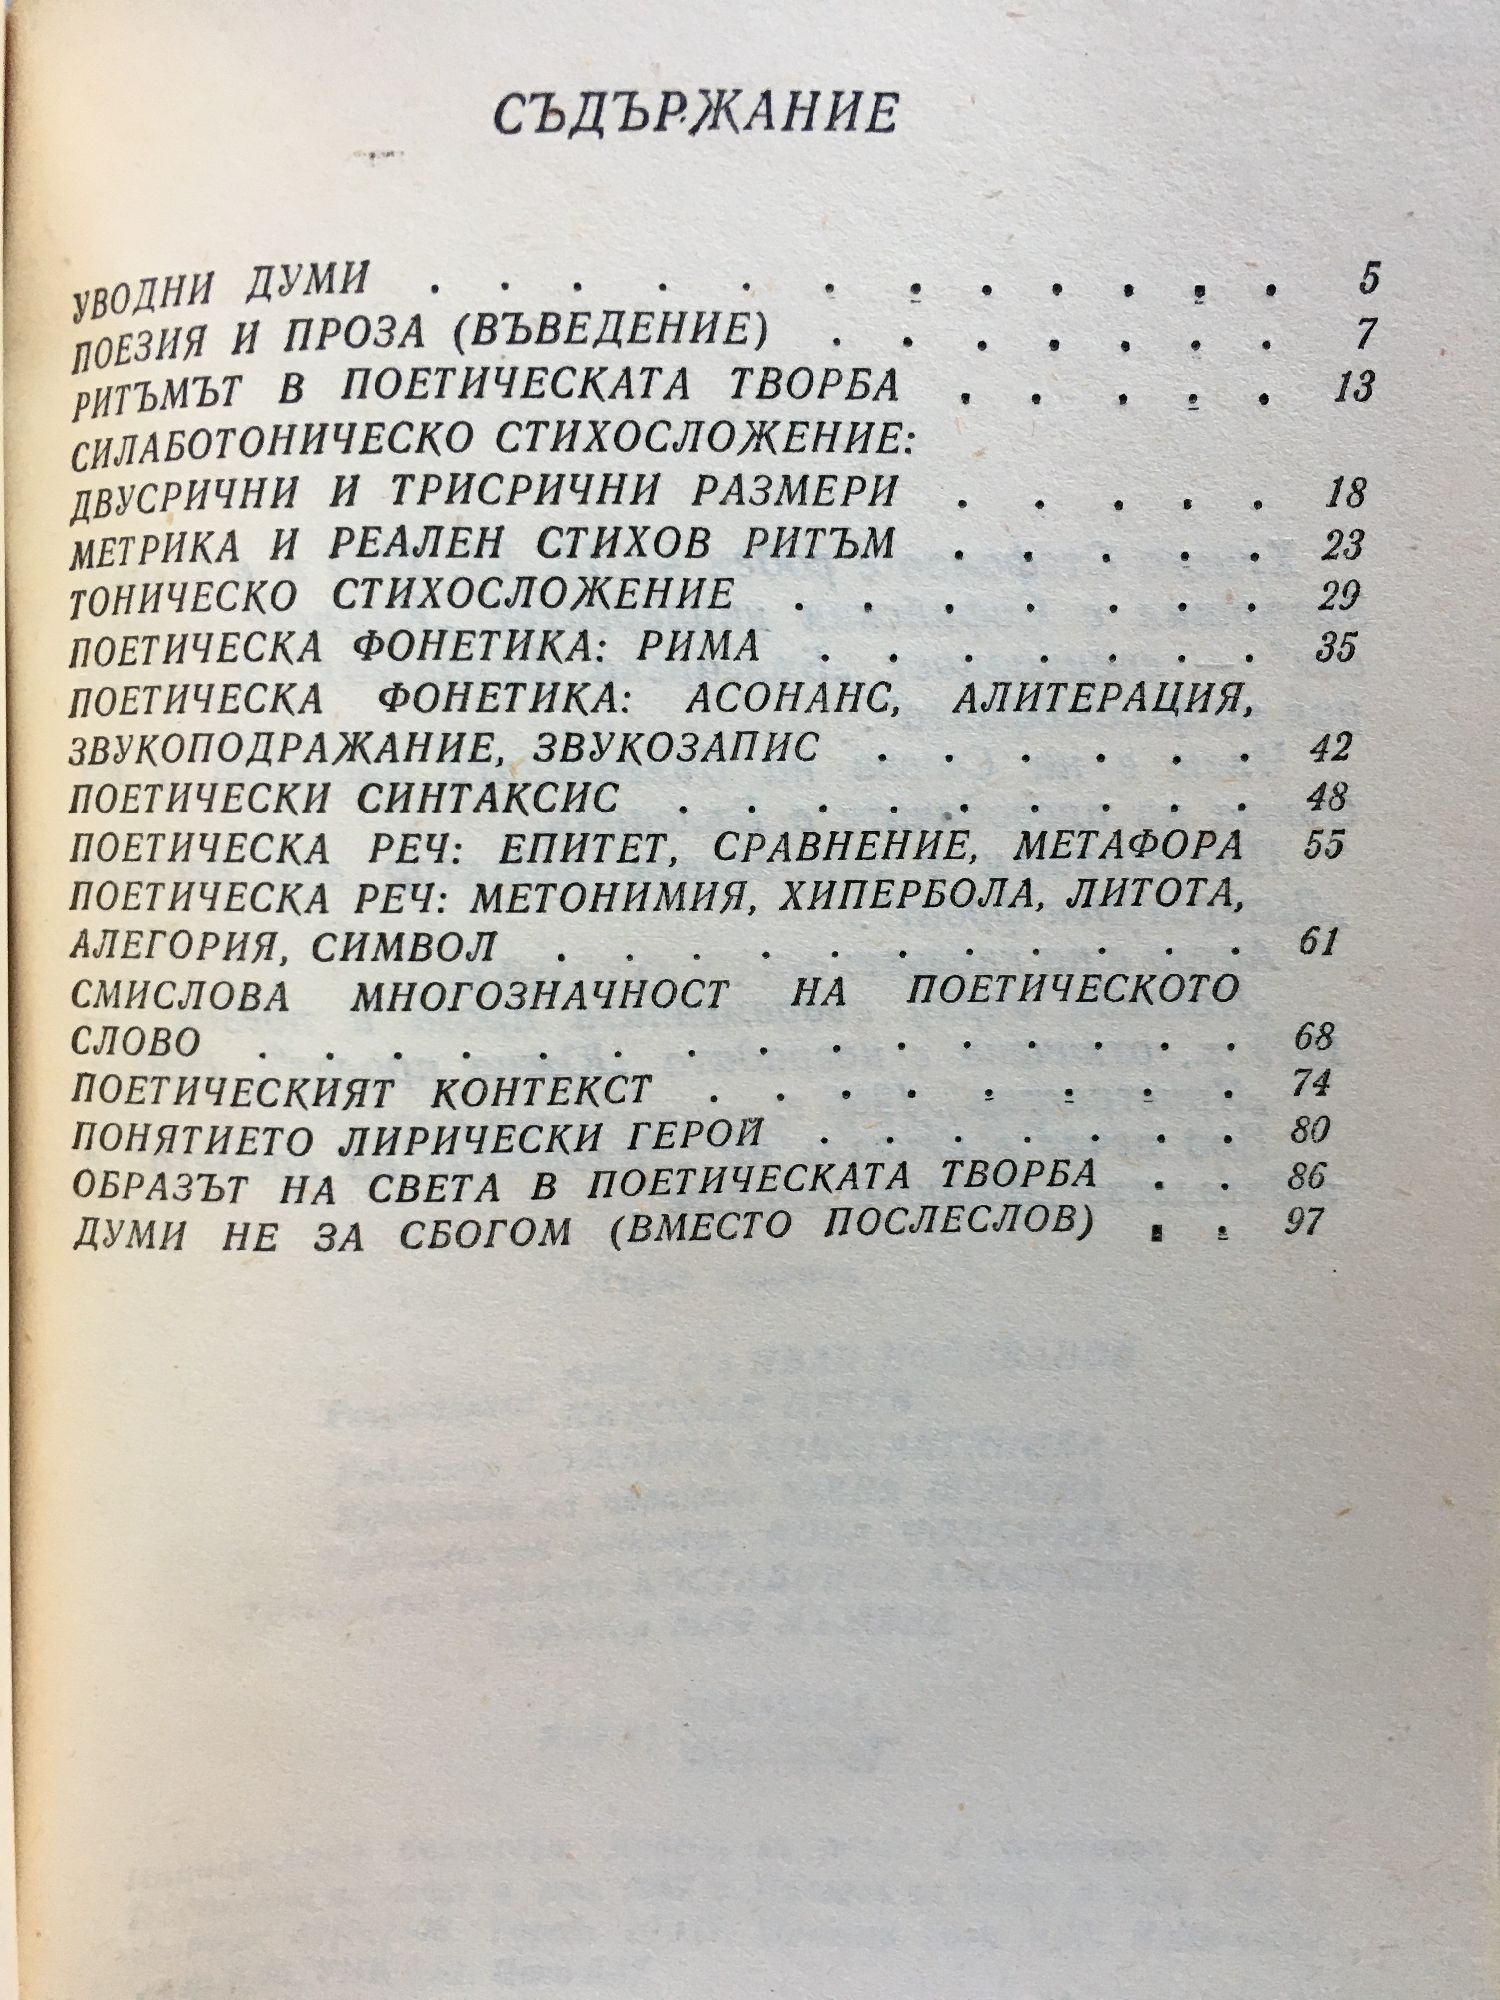 СЪДЪРЖАНИЕ
УВОДНИ ДУМИ . . . . . . . . . . . . 5
ПОЕЗИЯ И ПРОЗА (ВЪВЕДЕНИЕ) . . . . . . . 7
РИТЪМЪТ В ПОЕТИЧЕСКАТА ТВОРБА . . . . . 13
СИЛАБОТОНИЧЕСКО СТИХОСЛОЖЕНИЕ:
ДВУСРИЧНИ И ТРИСРИЧНИ РАЗМЕРИ . . . . . 18
МЕТРИКА И РЕАЛЕН СТИХОВ РИТЪМ . . . . . 23
ТОНИЧЕСКО СТИХОСЛОЖЕНИЕ . . . . . . . 29
ПОЕТИЧЕСКА ФОНЕТИКА: РИМА . . . . . . . 35
ПОЕТИЧЕСКА ФОНЕТИКА: АСОНАНС, АЛИТЕРАЦИЯ,
ЗВУКОПОДРАЖАНИЕ, ЗВУКОЗАПИС . . . . . . 42
ПОЕТИЧЕСКИ СИНТАКСИС . . . . . . . . . 48
ПОЕТИЧЕСКА РЕЧ: ЕПИТЕТ, СРАВНЕНИЕ, МЕТАФОРА 55
ПОЕТИЧЕСКА РЕЧ: МЕТОНИМИЯ, ХИПЕРБОЛА, ЛИТОТА,
АЛЕГОРИЯ, СИМВОЛ . . . . . . . . . . . 61
СМИСЛОВА МНОГОЗНАЧНОСТ НА ПОЕТИЧЕСКОТО
СЛОВО . . . . . . . . . . . . . . . 68
ПОЕТИЧЕСКИЯТ КОНТЕКСТ . . . . . . . . 74
ПОНЯТИЕТО ЛИРИЧЕСКИ ГЕРОЙ . . . . . . . 80
ОБРАЗЪТ НА СВЕТА В ПОЕТИЧЕСКАТА ТВОРБА . . 86
ДУМИ НЕ ЗА СБОГОМ (ВМЕСТО ПОСЛЕСЛОВ) . . 97